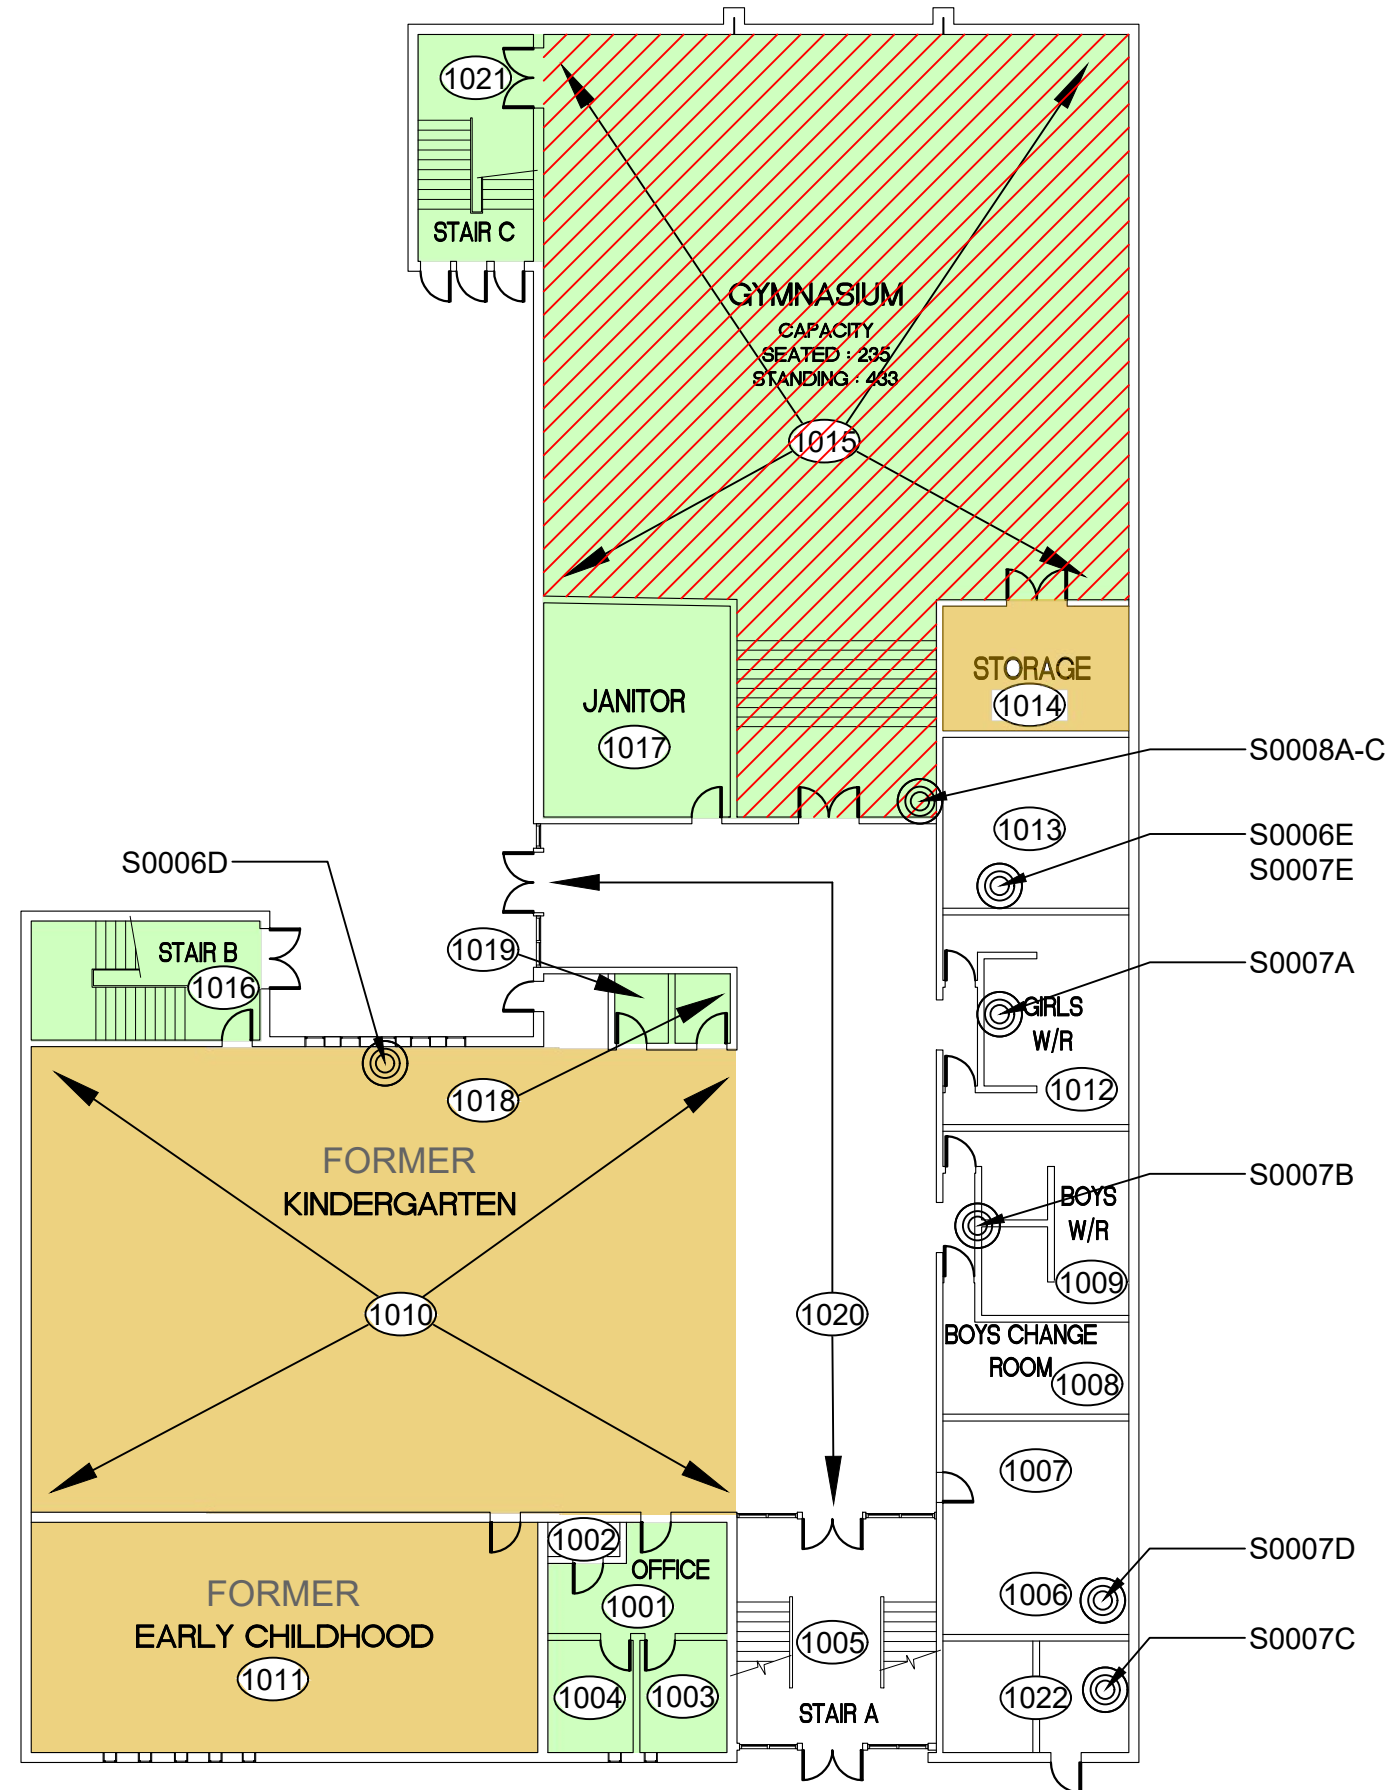 1021
STAIR C
GYMNASIUM
CAPACITY
SEATED : 235
STANDING : 433
1015
STORAGE
1014
JANITOR
1017
S0008A-C
1013
S0006E
S0007E
S0006D
STAIR B
1016
1019
S0007A
GIRLS
W/R
1012
1018
FORMER
KINDERGARTEN
S0007B
BOYS
W/R
1009
1010
1020
BOYS CHANGE
ROOM
1008
1007
1002
OFFICE
1001
S0007D
1006
FORMER
EARLY CHILDHOOD
1011
1005
S0007C
1004
1003
1022
STAIR A